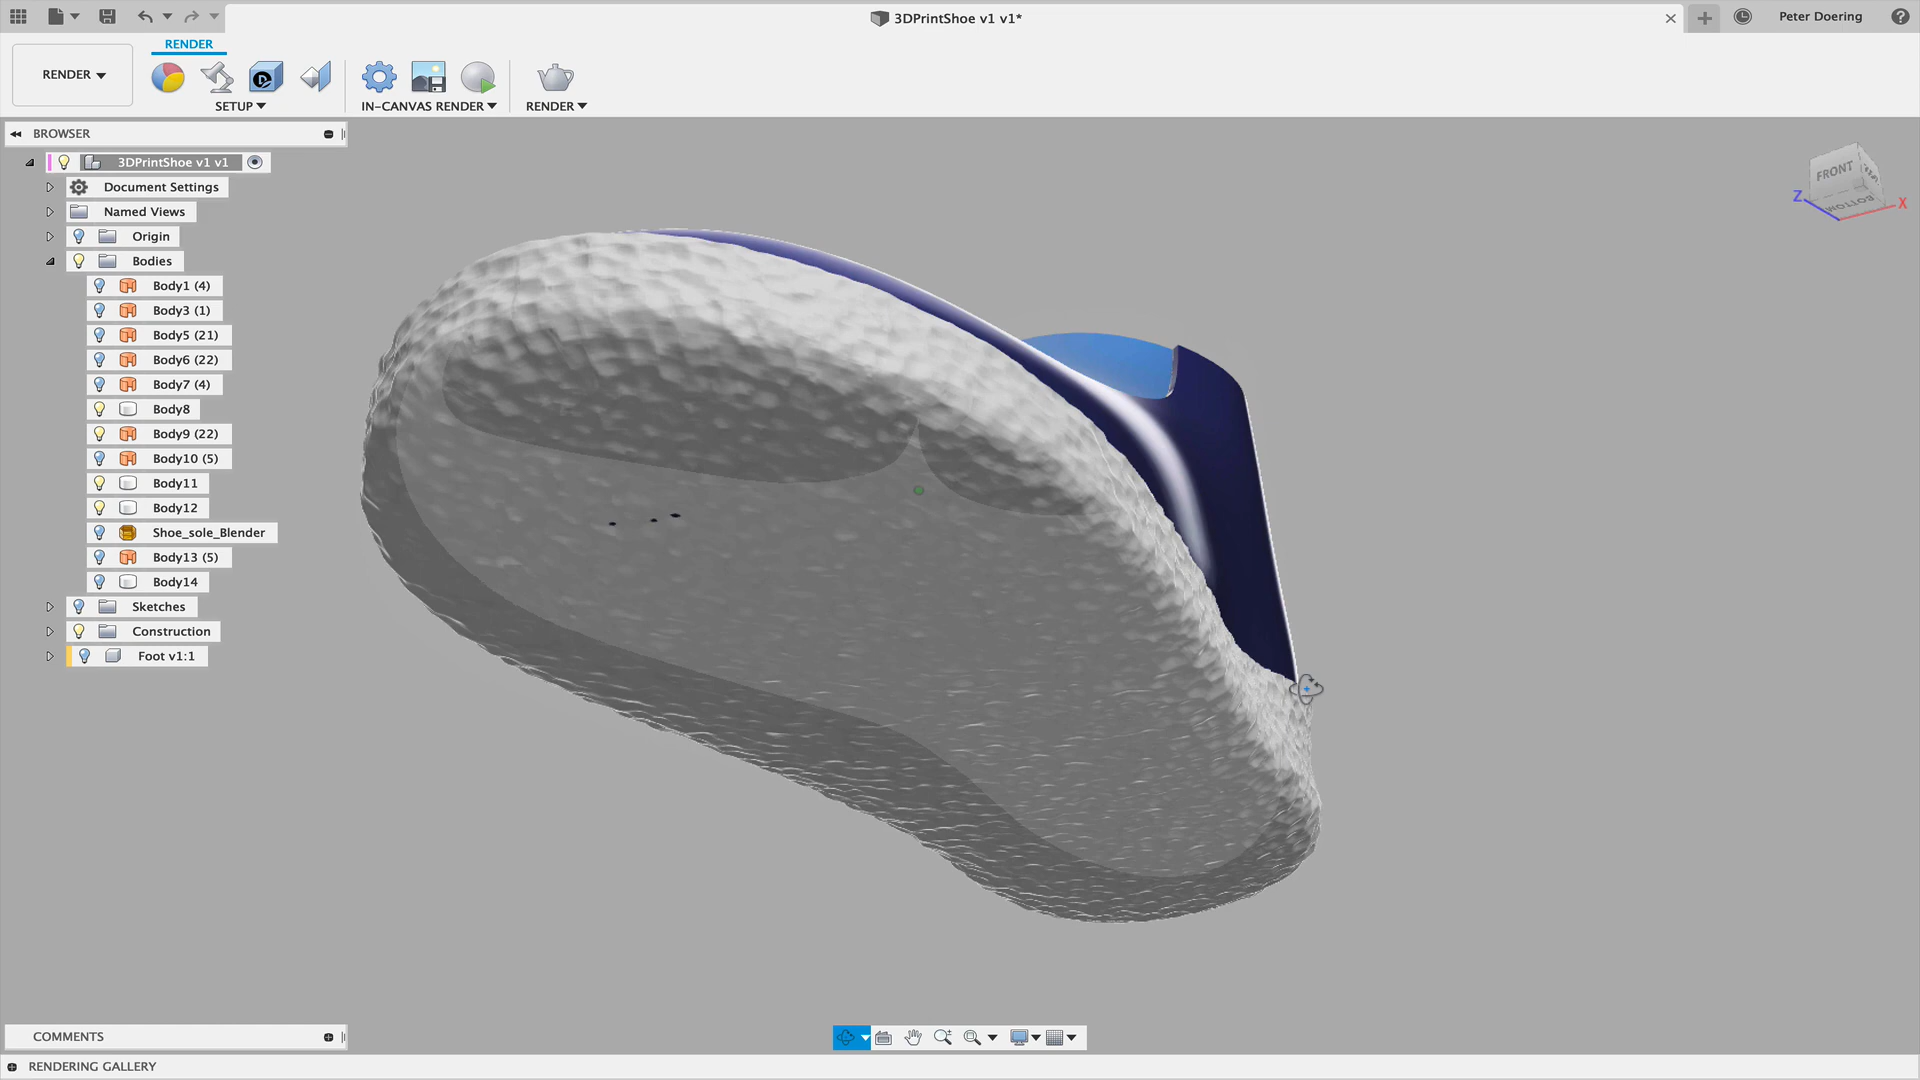 3DPrintShoe v1 v1*
Peter Doering
RENDER
RENDER
SETUP
IN-CANVAS RENDER
RENDER
BROWSER
3DPrintShoe v1 v1
Document Settings
Named Views
Origin
Bodies
Body1 (4)
Body3 (1)
Body5 (21)
Body6 (22)
Body7 (4)
Body8
Body9 (22)
Body10 (5)
Body11
Body12
Shoe_sole_Blender
Body13 (5)
Body14
Sketches
Construction
Foot v1:1
FRONT
BOTTOM
Z
X
COMMENTS
RENDERING GALLERY